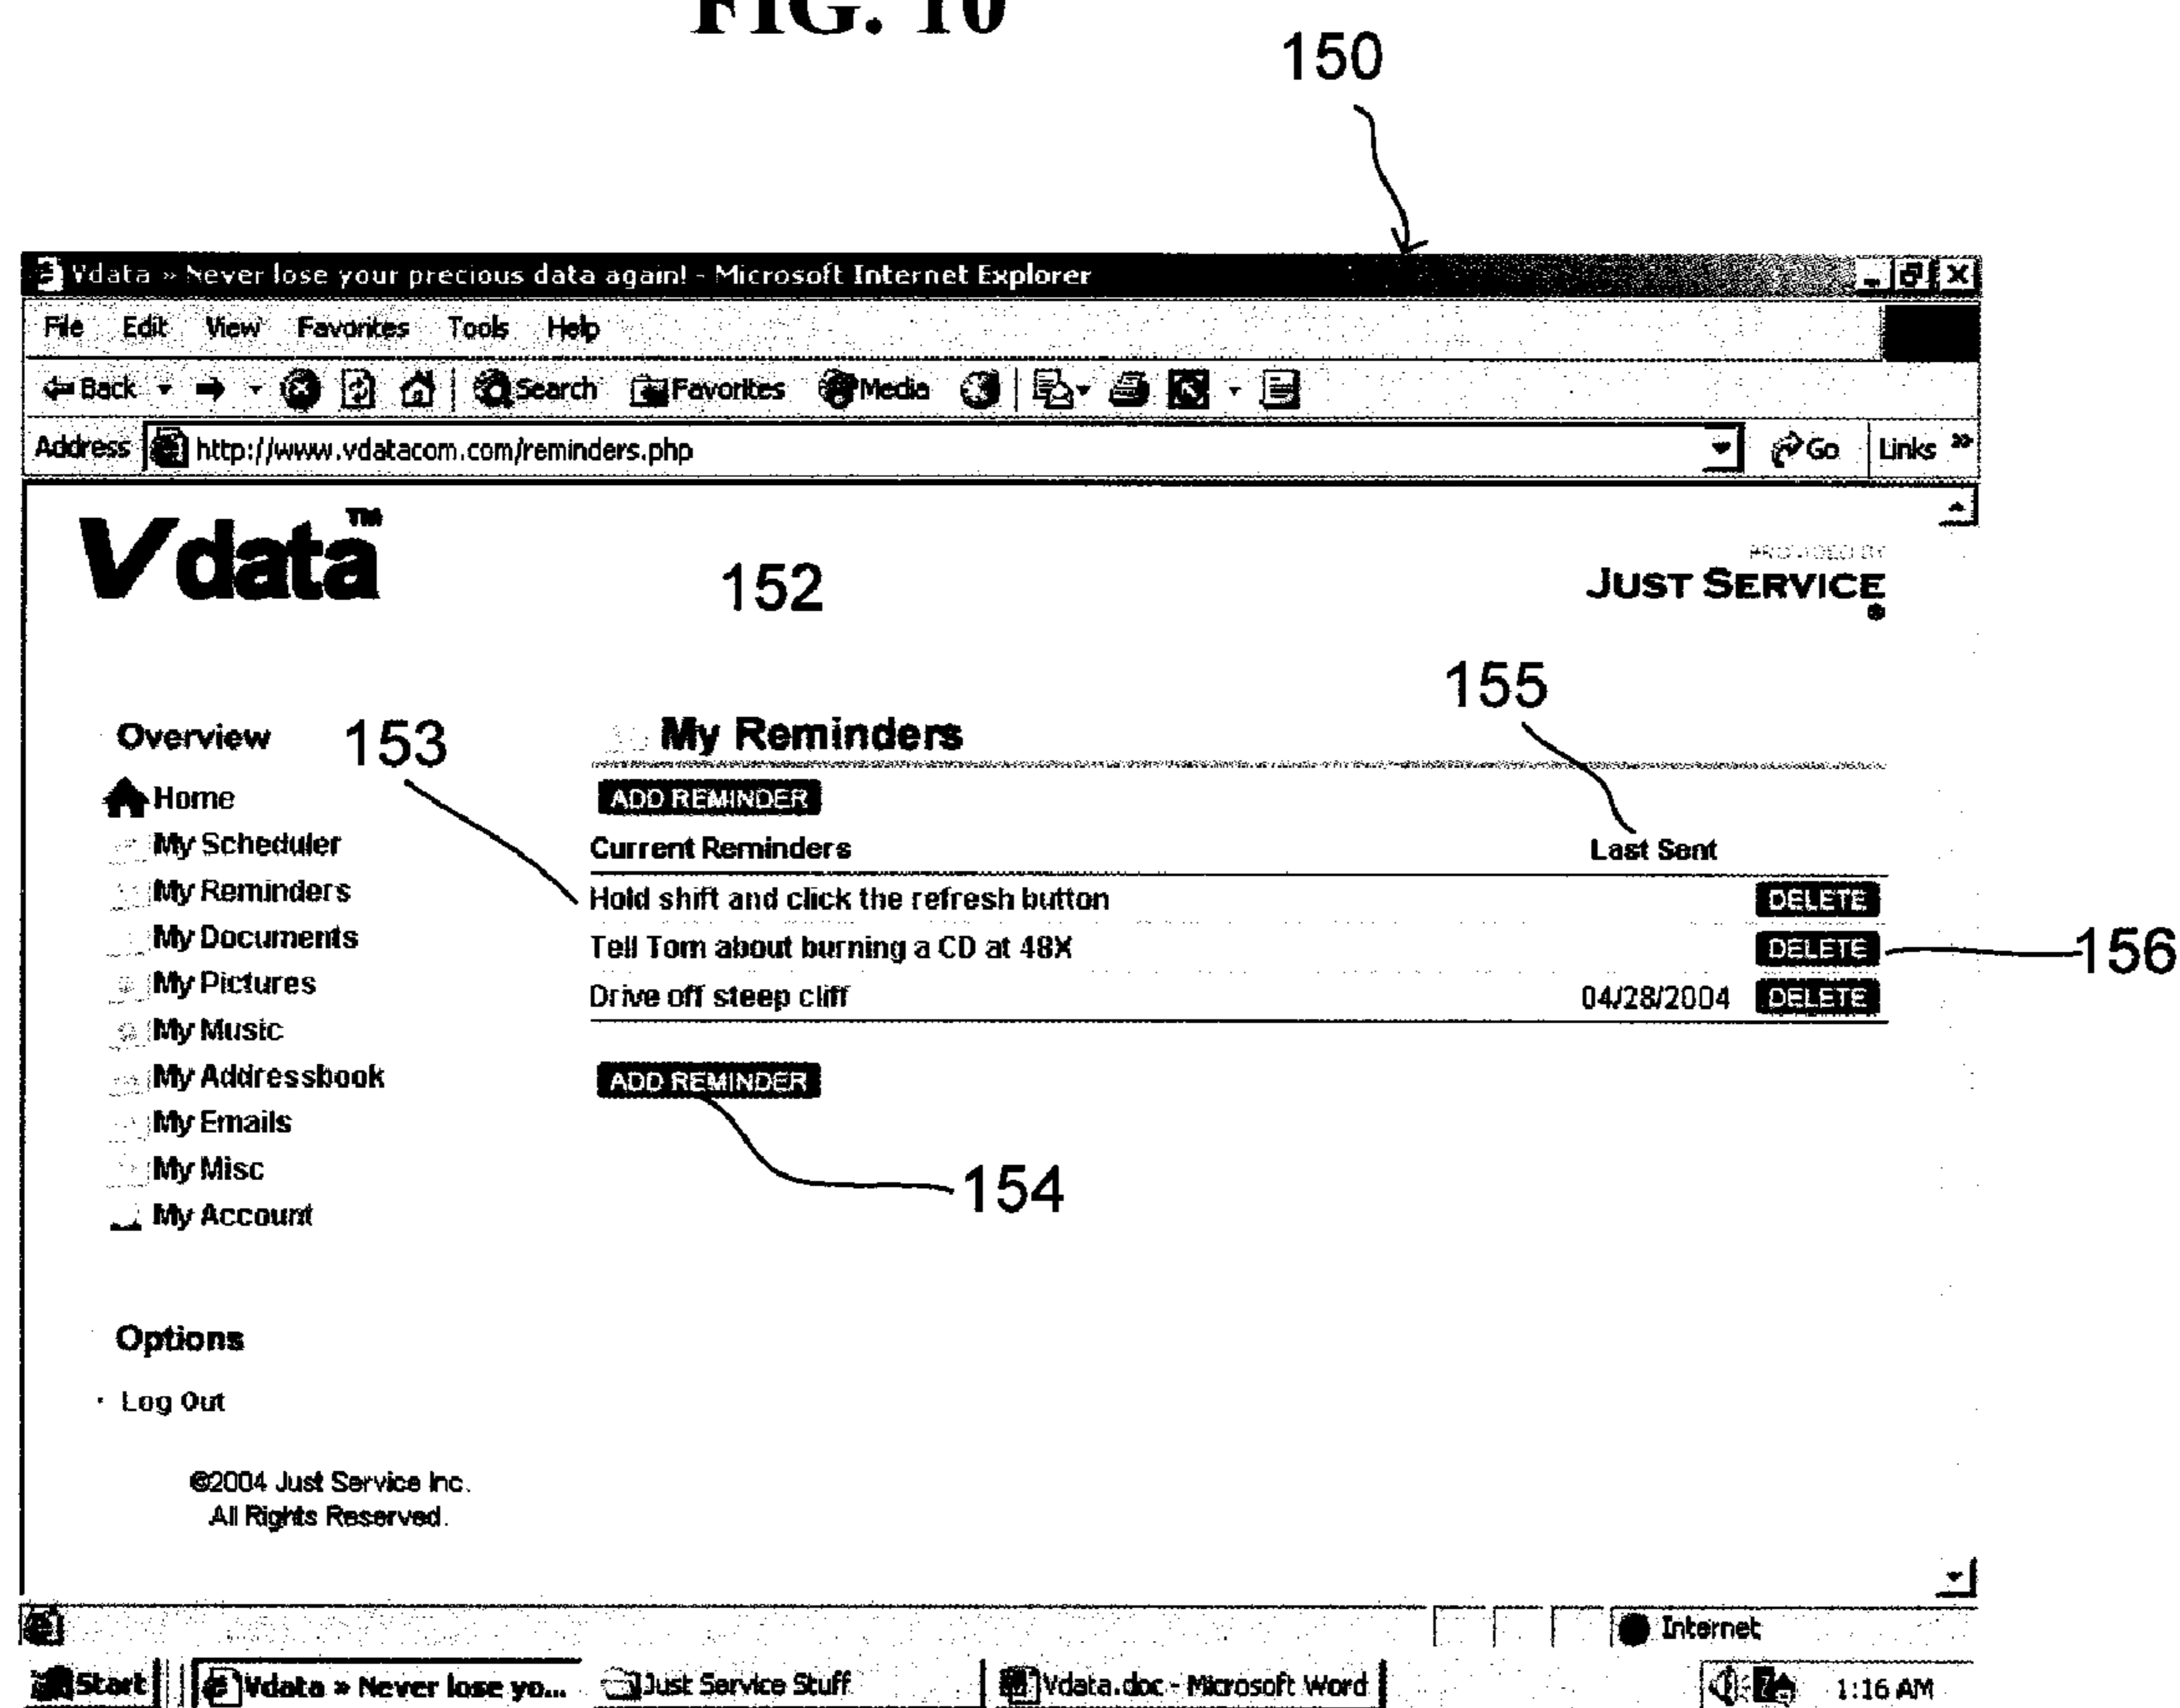 FIG. 10
150
Vdata » Never lose your precious data again! - Microsoft Internet Explorer
File Edit View Favorites Tools Help
Back Search Favorites Media
Address http://www.vdatacom.com/reminders.php Go Links »
Vdata™
152
PROVIDED BY
JUST SERVICE®
155
Overview
153
My Reminders
Home
ADD REMINDER
My Scheduler
Current Reminders Last Sent
My Reminders
Hold shift and click the refresh button DELETE
My Documents
Tell Tom about burning a CD at 48X DELETE
156
My Pictures
Drive off steep cliff 04/28/2004 DELETE
My Music
My Addressbook
ADD REMINDER
My Emails
My Misc
154
My Account
Options
· Log Out
©2004 Just Service Inc.
All Rights Reserved.
Internet
Start Vdata » Never lose yo... Just Service Stuff Vdata.doc - Microsoft Word 1:16 AM